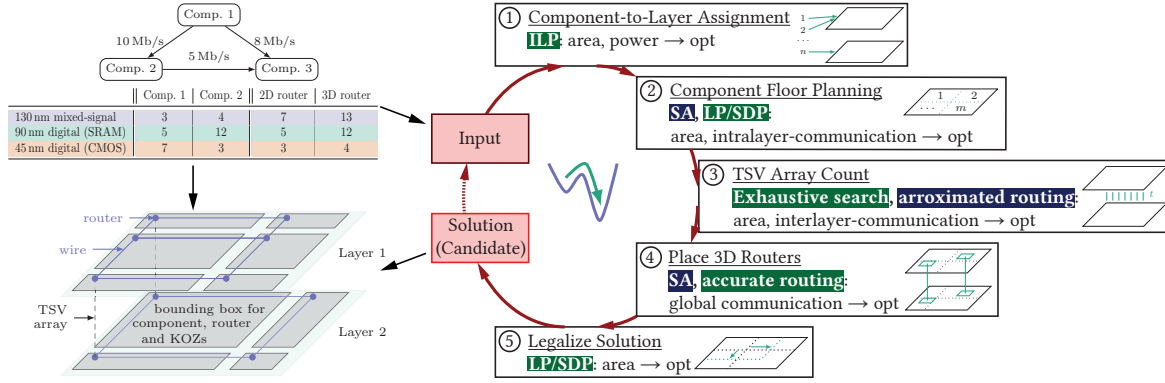 Comp. 1
10 Mb/s
8 Mb/s
5 Mb/s
Comp. 2
Comp. 3
Comp. 1 Comp. 2 2D router 3D router
130 nm mixed-signal 3 4 7 13
90 nm digital (SRAM) 5 12 5 12
45 nm digital (CMOS) 7 3 3 4
router
wire
Layer 1
TSV
array
bounding box for
component, router
and KOZs
Layer 2
Input
Solution
(Candidate)
1 Component-to-Layer Assignment
ILP: area, power → opt
1
2
...
n
2 Component Floor Planning
SA, LP/SDP:
area, intralayer-communication → opt
1 2
... m
3 TSV Array Count
Exhaustive search, arroximated routing:
area, interlayer-communication → opt
t
4 Place 3D Routers
SA, accurate routing:
global communication → opt
5 Legalize Solution
LP/SDP: area → opt